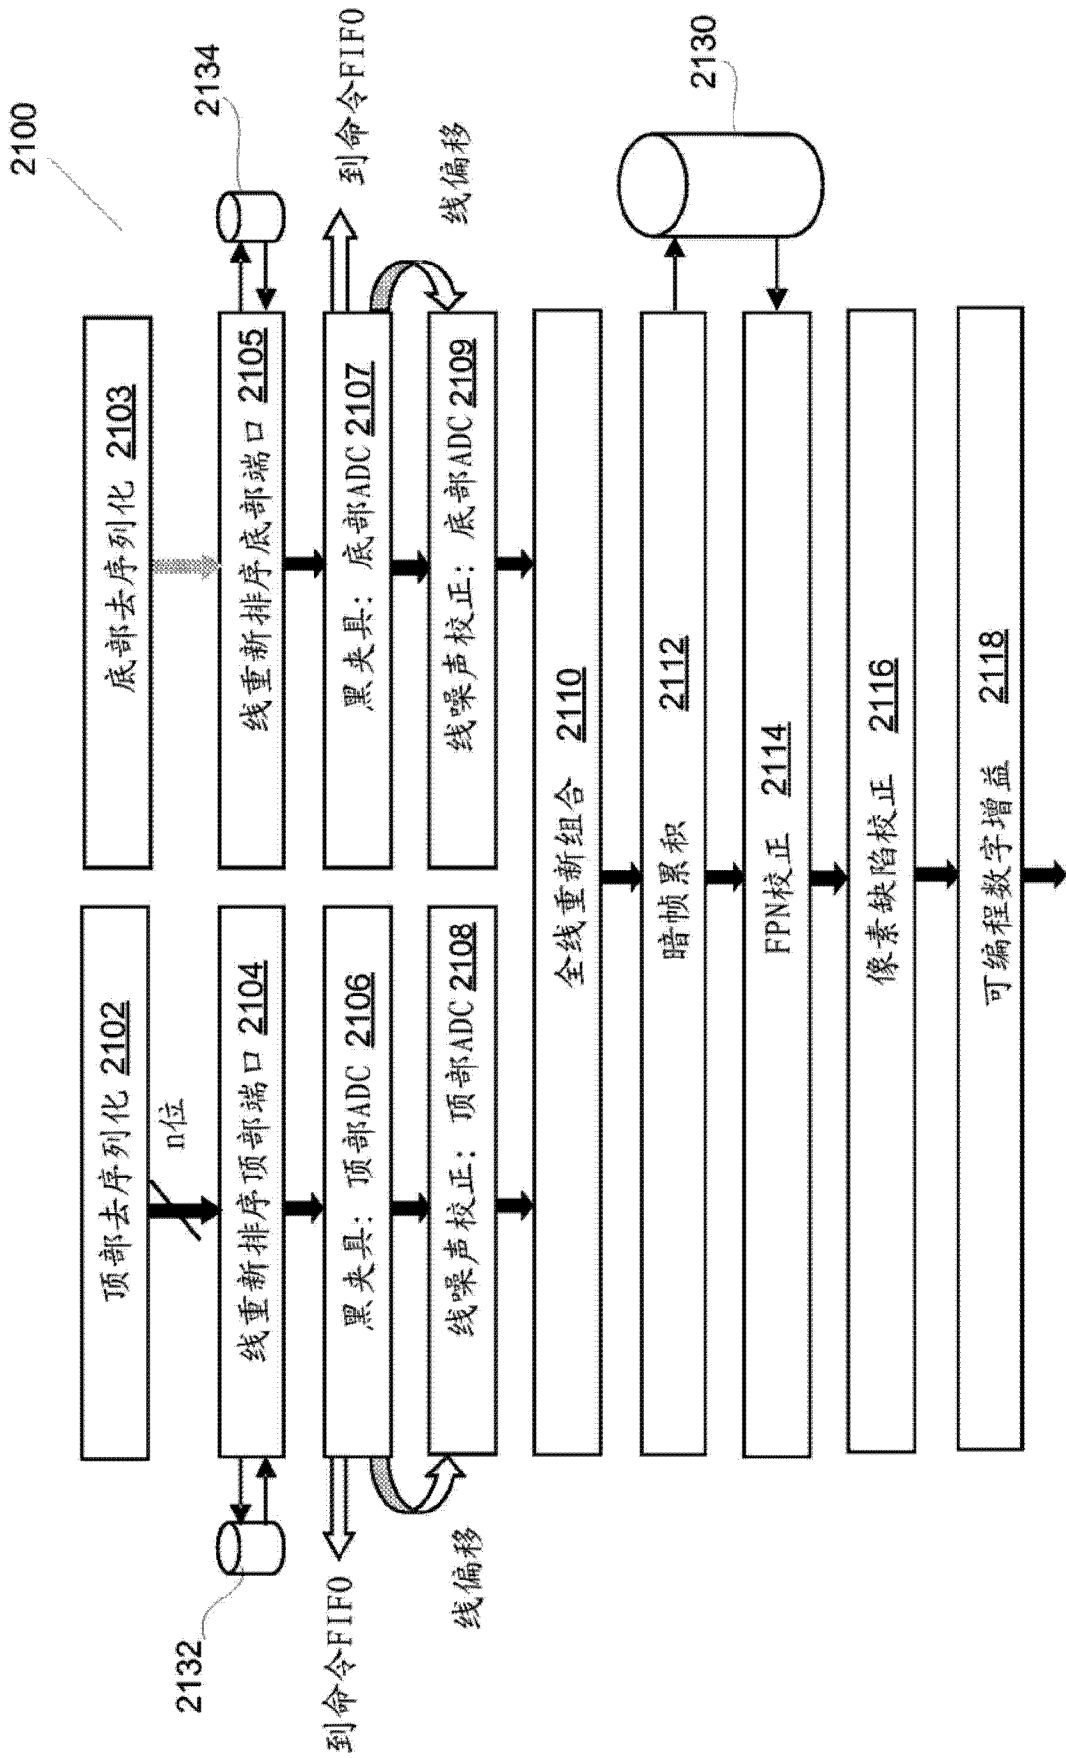 2100
顶部去序列化 2102
底部去序列化 2103
n位
2132
线重新排序顶部端口 2104
线重新排序底部端口 2105
2134
到命令FIFO
黑夹具: 顶部ADC 2106
黑夹具: 底部ADC 2107
到命令FIFO
线偏移
线噪声校正: 顶部ADC 2108
线噪声校正: 底部ADC 2109
线偏移
全线重新组合 2110
暗帧累积 2112
2130
FPN校正 2114
像素缺陷校正 2116
可编程数字增益 2118